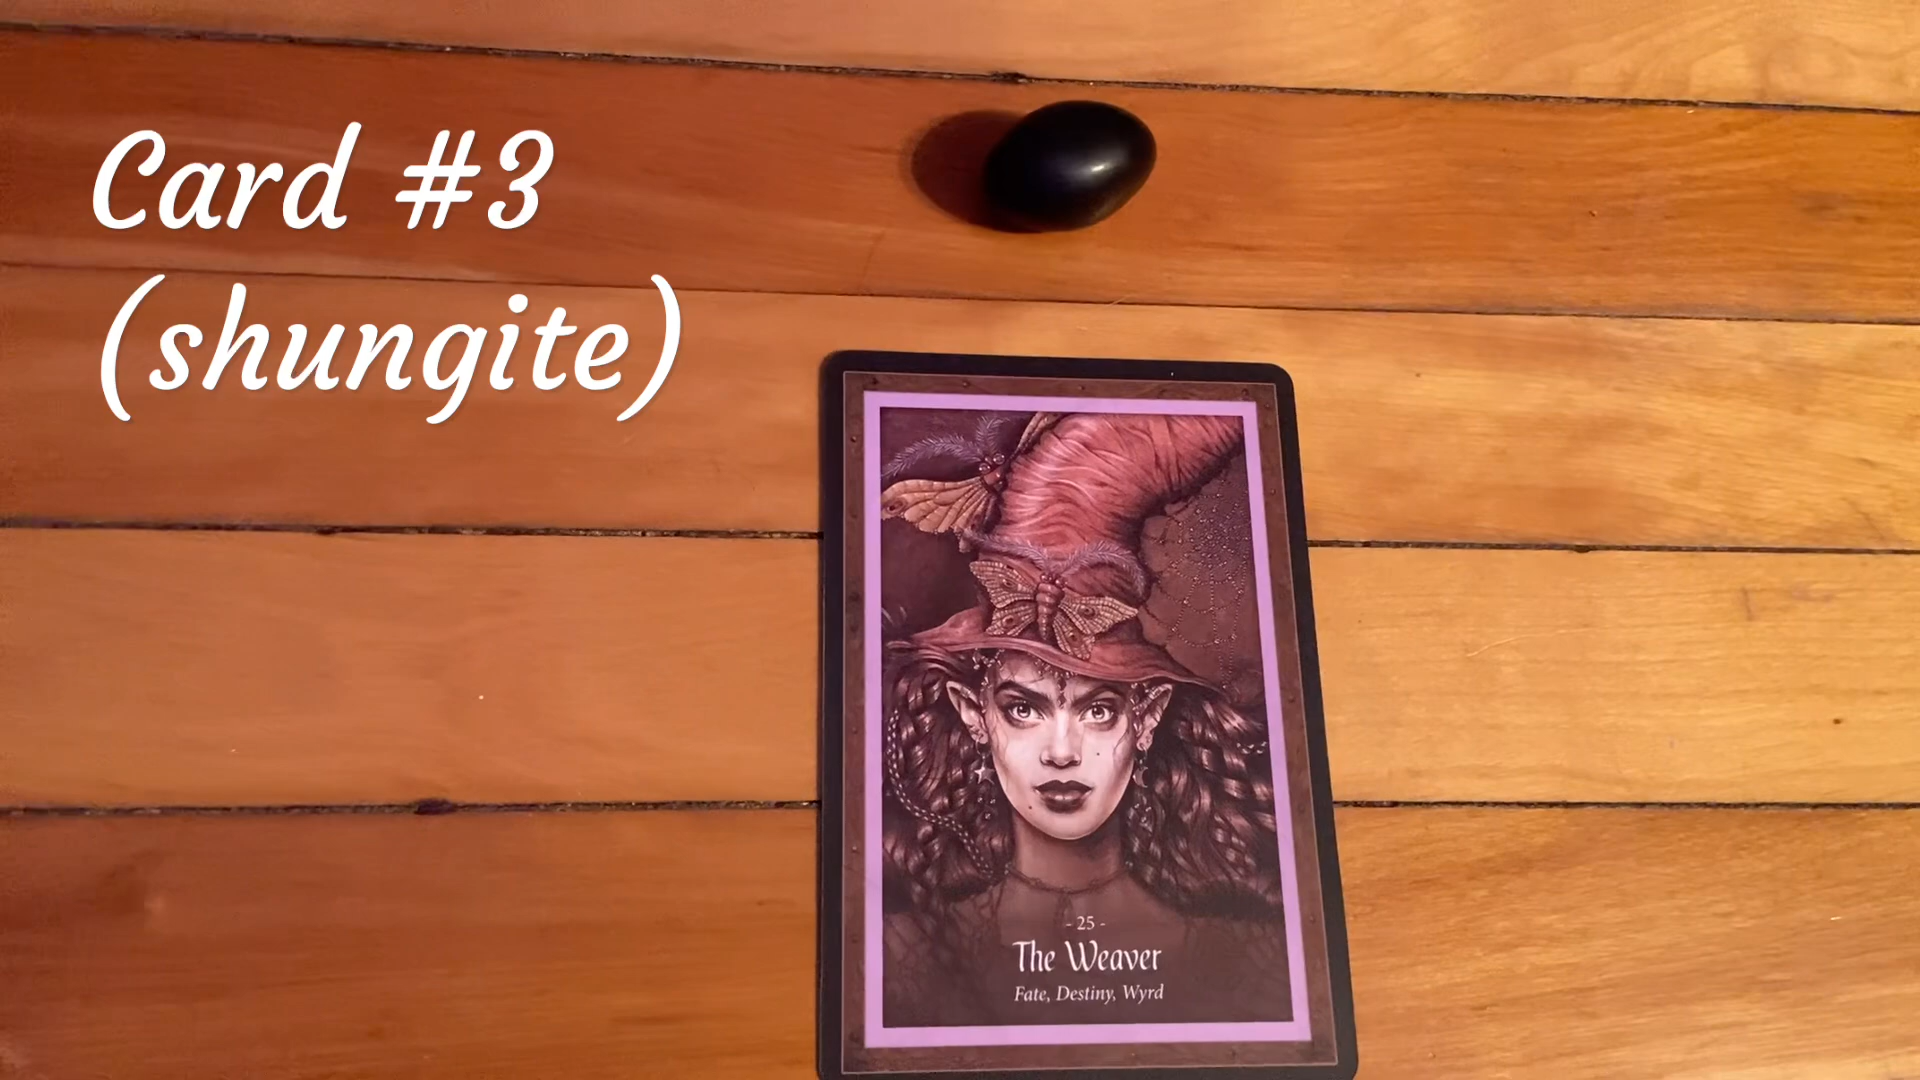 Card #3
(shungite)
- 25 -
The Weaver
Fate, Destiny, Wyrd